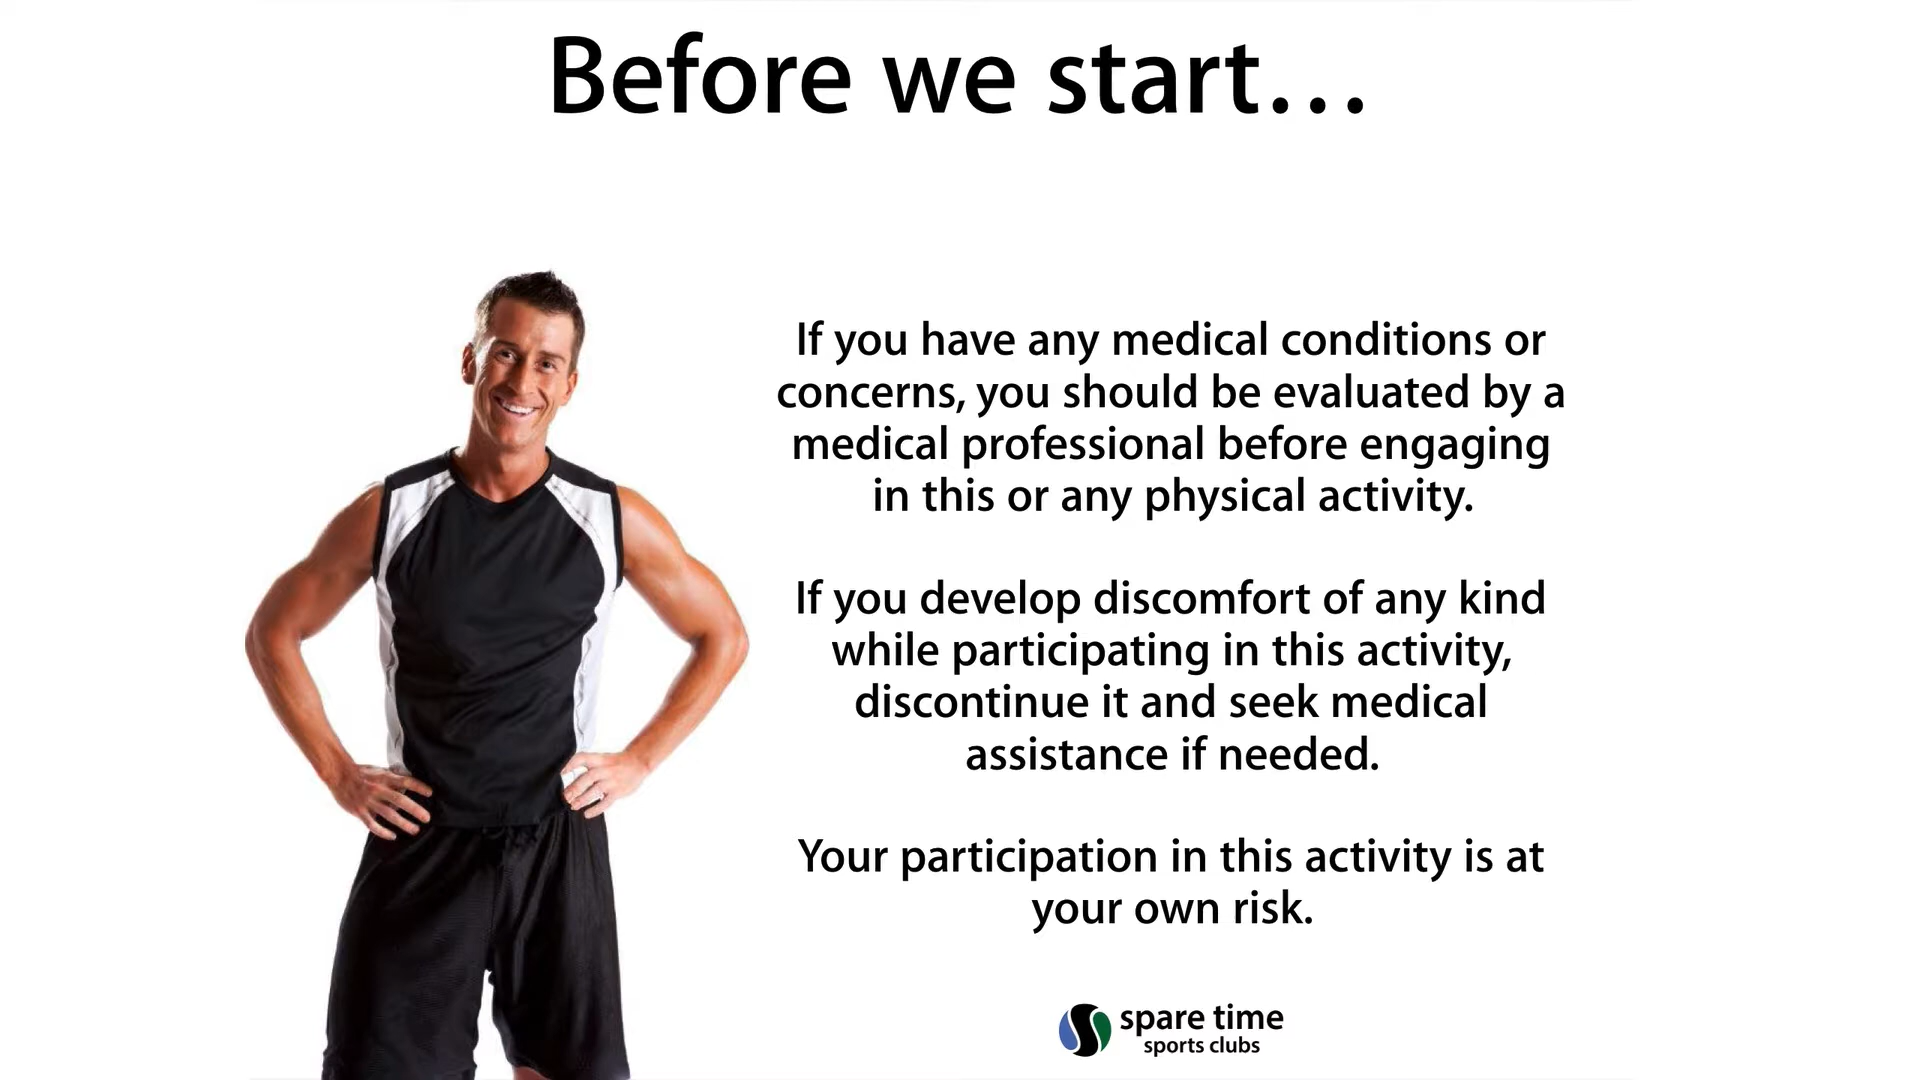 Before we start…
If you have any medical conditions or
concerns, you should be evaluated by a
medical professional before engaging
in this or any physical activity.
If you develop discomfort of any kind
while participating in this activity,
discontinue it and seek medical
assistance if needed.
Your participation in this activity is at
your own risk.
spare time
sports clubs